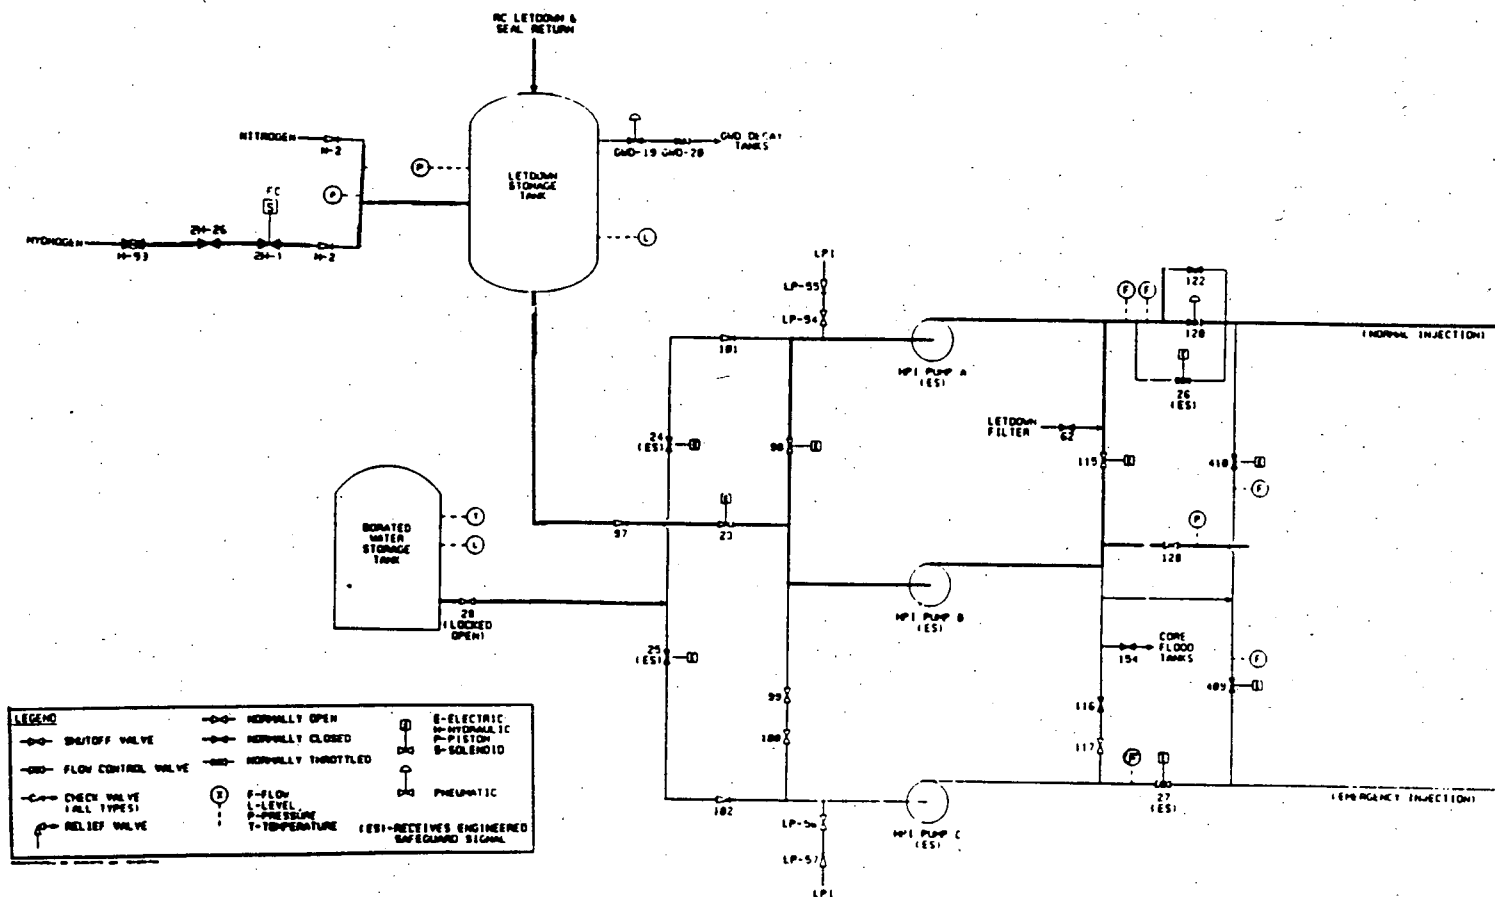 RC LETDOWN &
SEAL RETURN
NITROGEN
N-2
P
P
FC
S
HYDROGEN
H-93
2H-26
2H-1
H-2
LETDOWN
STORAGE
TANK
L
GWD-19
GWD-20
GWD DECAY
TANKS
LPI
LP-55
LP-54
101
HPI PUMP A
(ES)
F
F
122
120
E
26
(ES)
(NORMAL INJECTION)
24
(ES)
E
98
E
LETDOWN
FILTER
62
115
E
410
E
F
BORATED
WATER
STORAGE
TANK
T
L
97
E
23
P
128
28
(LOCKED
OPEN)
HPI PUMP B
(ES)
25
(ES)
E
CORE
FLOOD
TANKS
154
F
409
E
99
100
116
117
102
LP-56
LP-57
LPI
HPI PUMP C
(ES)
F
E
27
(ES)
(EMERGENCY INJECTION)
LEGEND
SHUTOFF VALVE
FLOW CONTROL VALVE
CHECK VALVE
(ALL TYPES)
RELIEF VALVE
NORMALLY OPEN
NORMALLY CLOSED
NORMALLY THROTTLED
X
F-FLOW
L-LEVEL
P-PRESSURE
T-TEMPERATURE
E-ELECTRIC
H-HYDRAULIC
P-PISTON
S-SOLENOID
PNEUMATIC
(ES)-RECEIVES ENGINEERED
SAFEGUARD SIGNAL